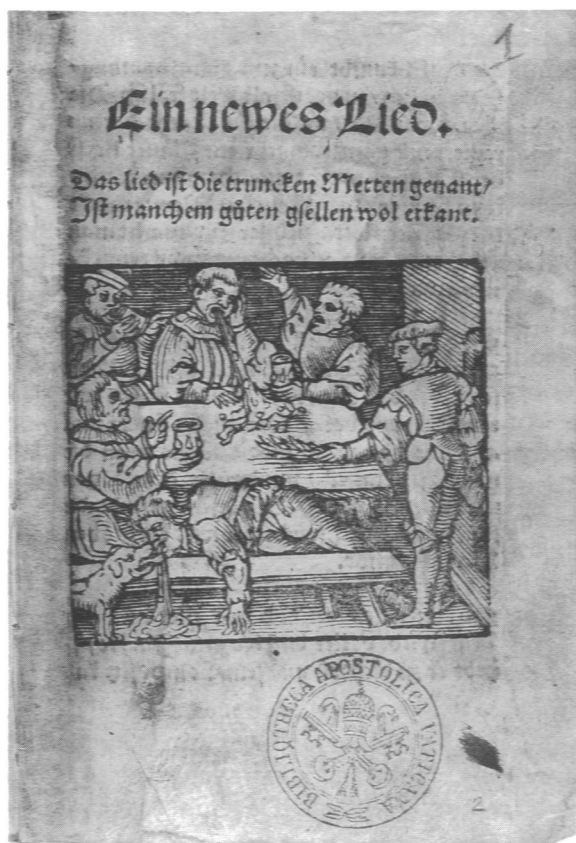 1
Ein newes Lied.
Das lied ist die truncken Metten genant/
Ist manchem gůten gsellen wol erkant.
BIBLIOTHECA APOSTOLICA VATICANA
2